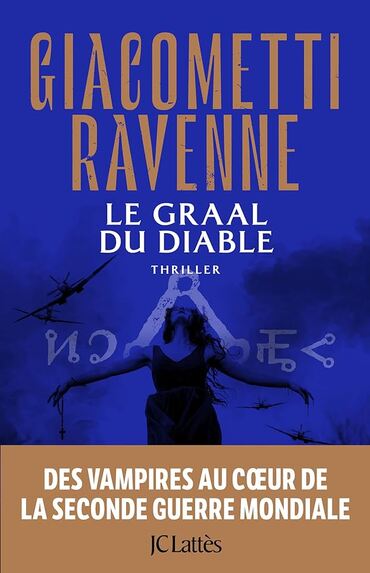 GIACOMETTI
RAVENNE
LE GRAAL
DU DIABLE
THRILLER
DES VAMPIRES AU CŒUR DE
LA SECONDE GUERRE MONDIALE
JC Lattès